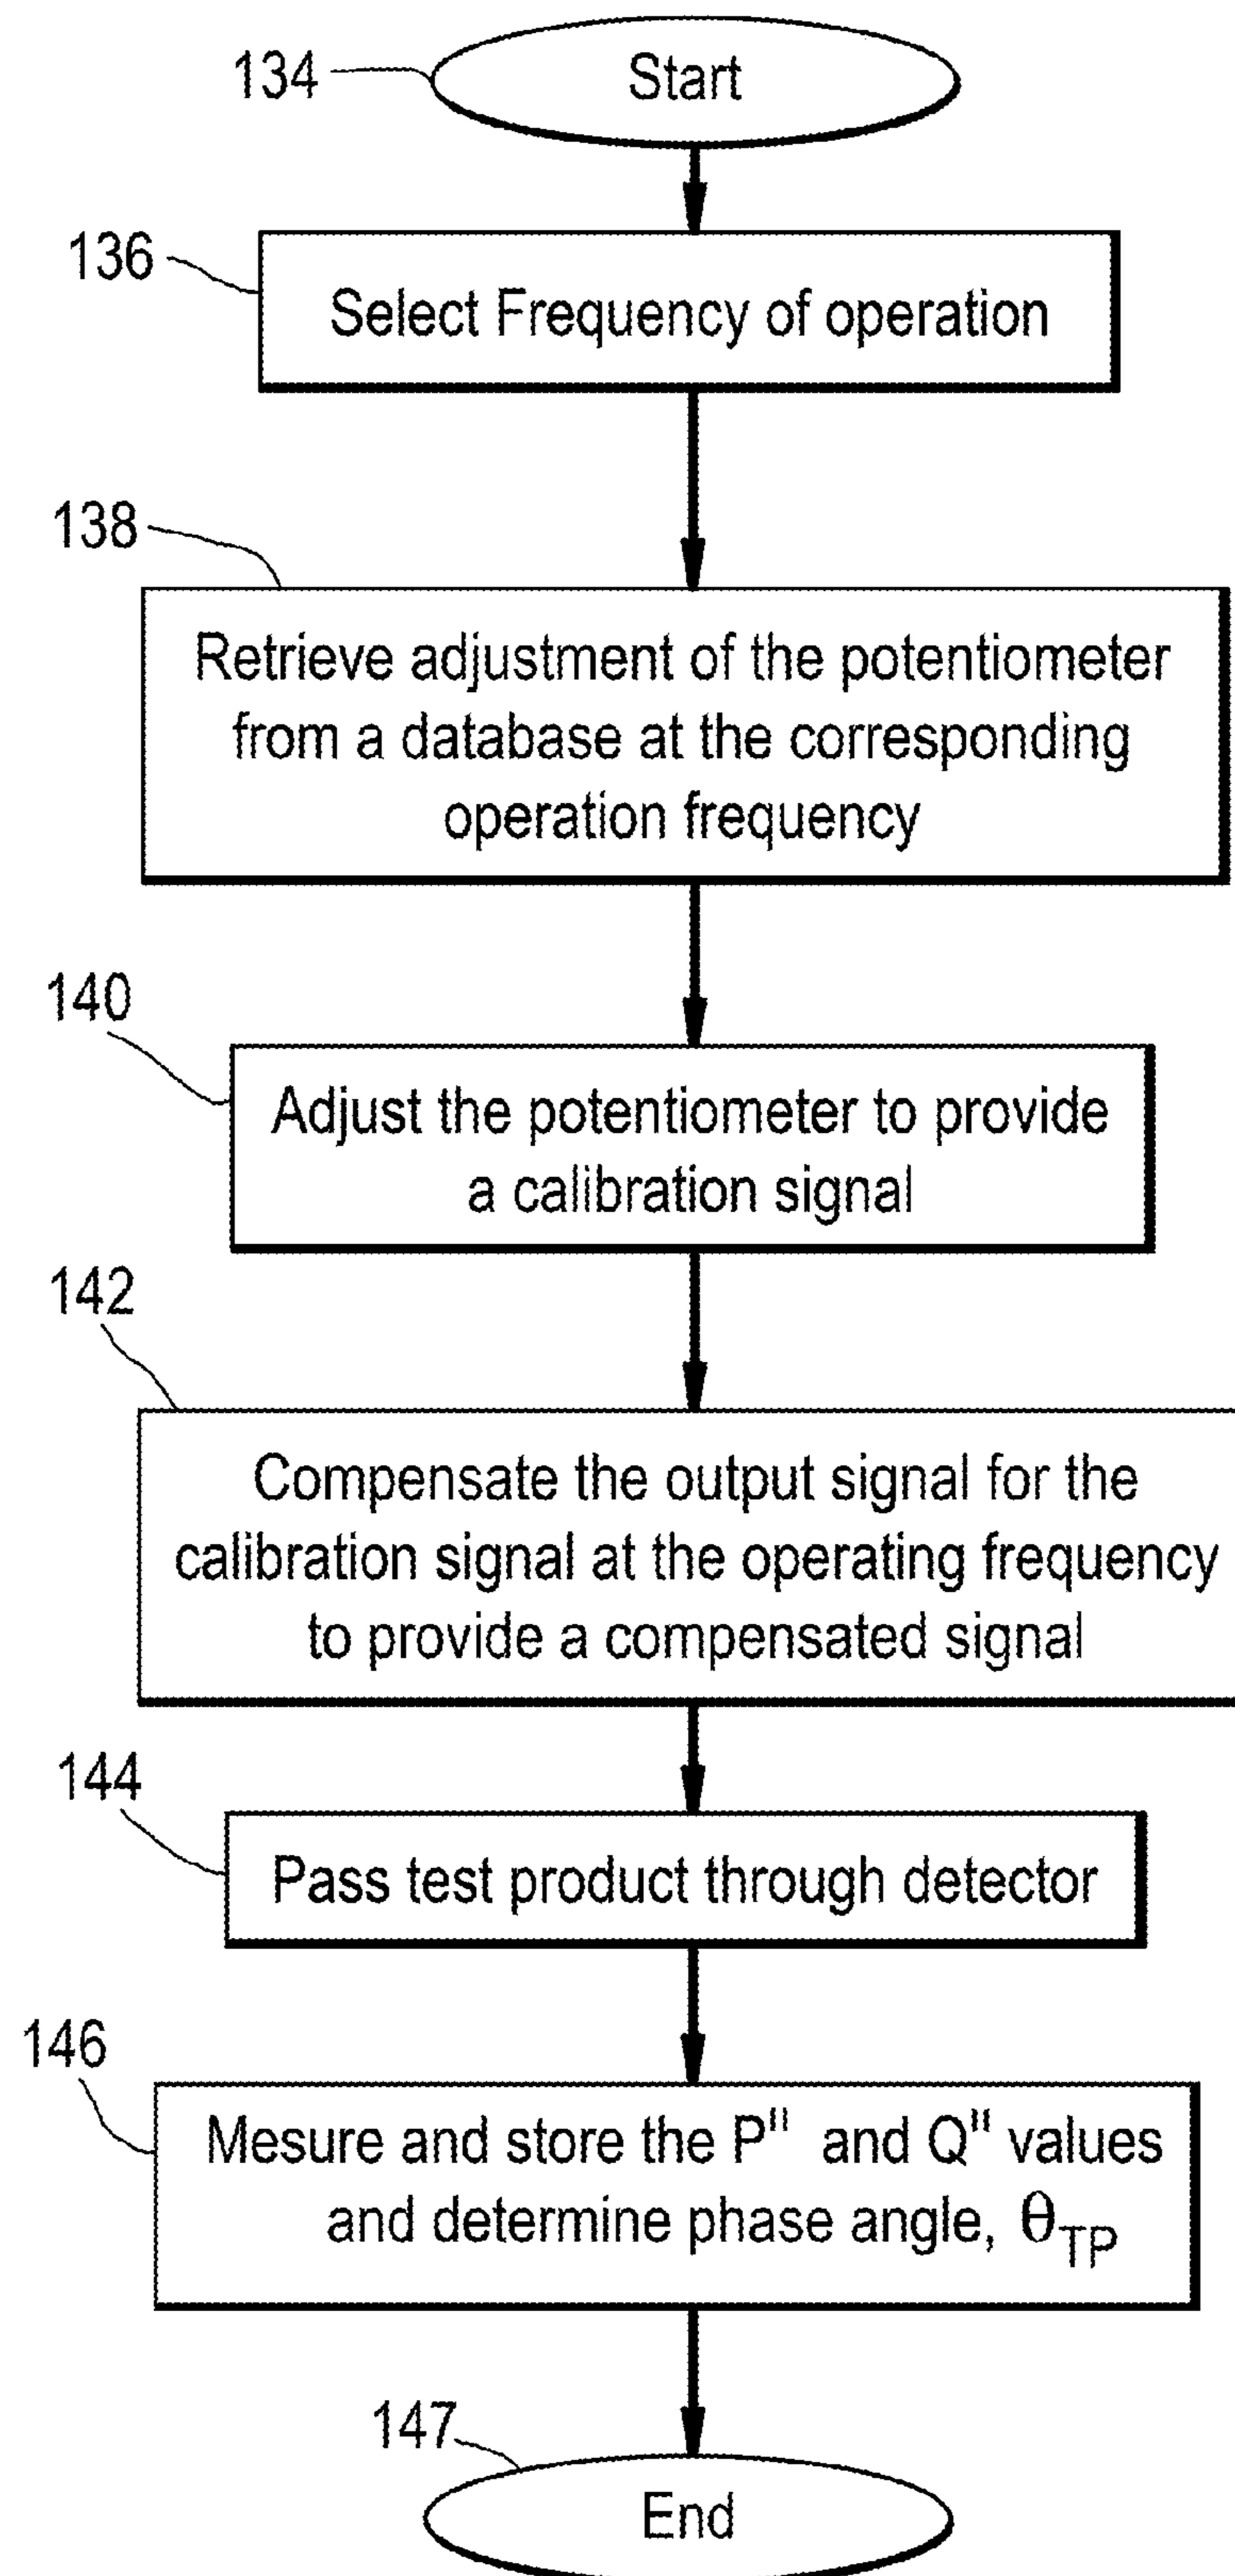 134
Start
136
Select Frequency of operation
138
Retrieve adjustment of the potentiometer
from a database at the corresponding
operation frequency
140
Adjust the potentiometer to provide
a calibration signal
142
Compensate the output signal for the
calibration signal at the operating frequency
to provide a compensated signal
144
Pass test product through detector
146
Mesure and store the P" and Q" values
and determine phase angle, θTP
147
End